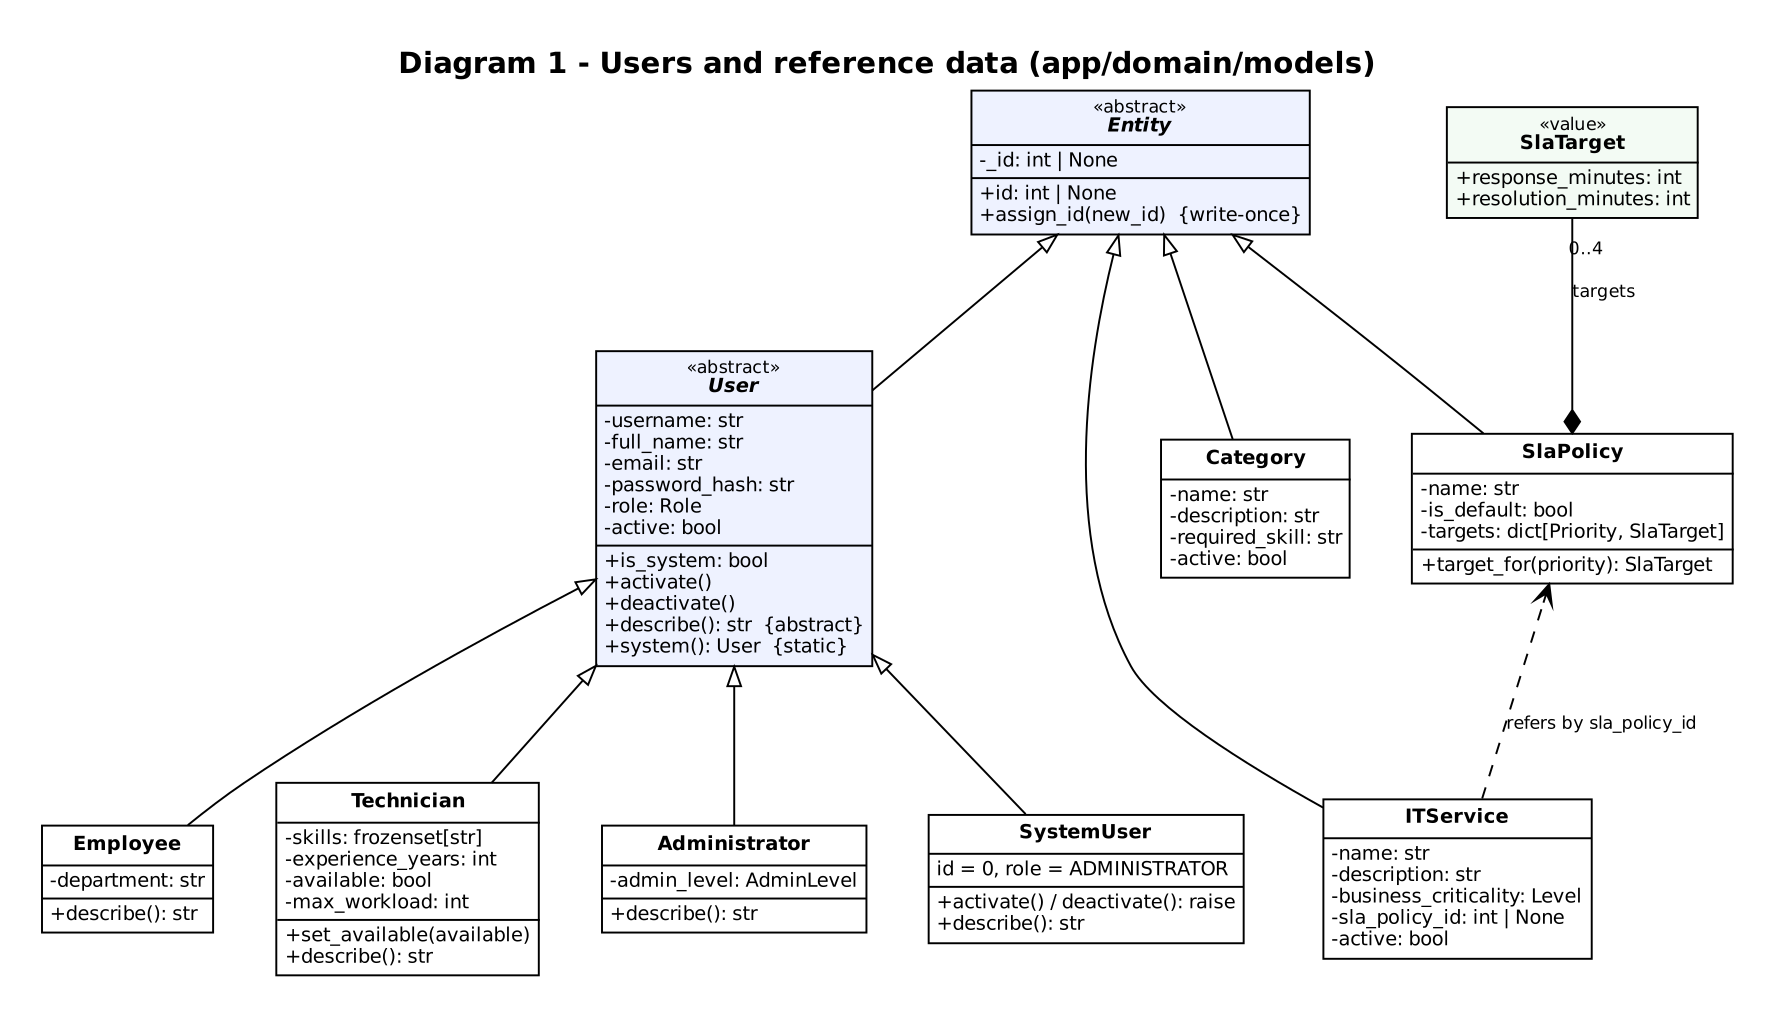 Diagram 1 - Users and reference data (app/domain/models)
«abstract»
Entity
-_id: int | None
+id: int | None
+assign_id(new_id)  {write-once}
«value»
SlaTarget
+response_minutes: int
+resolution_minutes: int
0..4
targets
«abstract»
User
-username: str
-full_name: str
-email: str
-password_hash: str
-role: Role
-active: bool
+is_system: bool
+activate()
+deactivate()
+describe(): str  {abstract}
+system(): User  {static}
Category
-name: str
-description: str
-required_skill: str
-active: bool
SlaPolicy
-name: str
-is_default: bool
-targets: dict[Priority, SlaTarget]
+target_for(priority): SlaTarget
refers by sla_policy_id
Employee
-department: str
+describe(): str
Technician
-skills: frozenset[str]
-experience_years: int
-available: bool
-max_workload: int
+set_available(available)
+describe(): str
Administrator
-admin_level: AdminLevel
+describe(): str
SystemUser
id = 0, role = ADMINISTRATOR
+activate() / deactivate(): raise
+describe(): str
ITService
-name: str
-description: str
-business_criticality: Level
-sla_policy_id: int | None
-active: bool